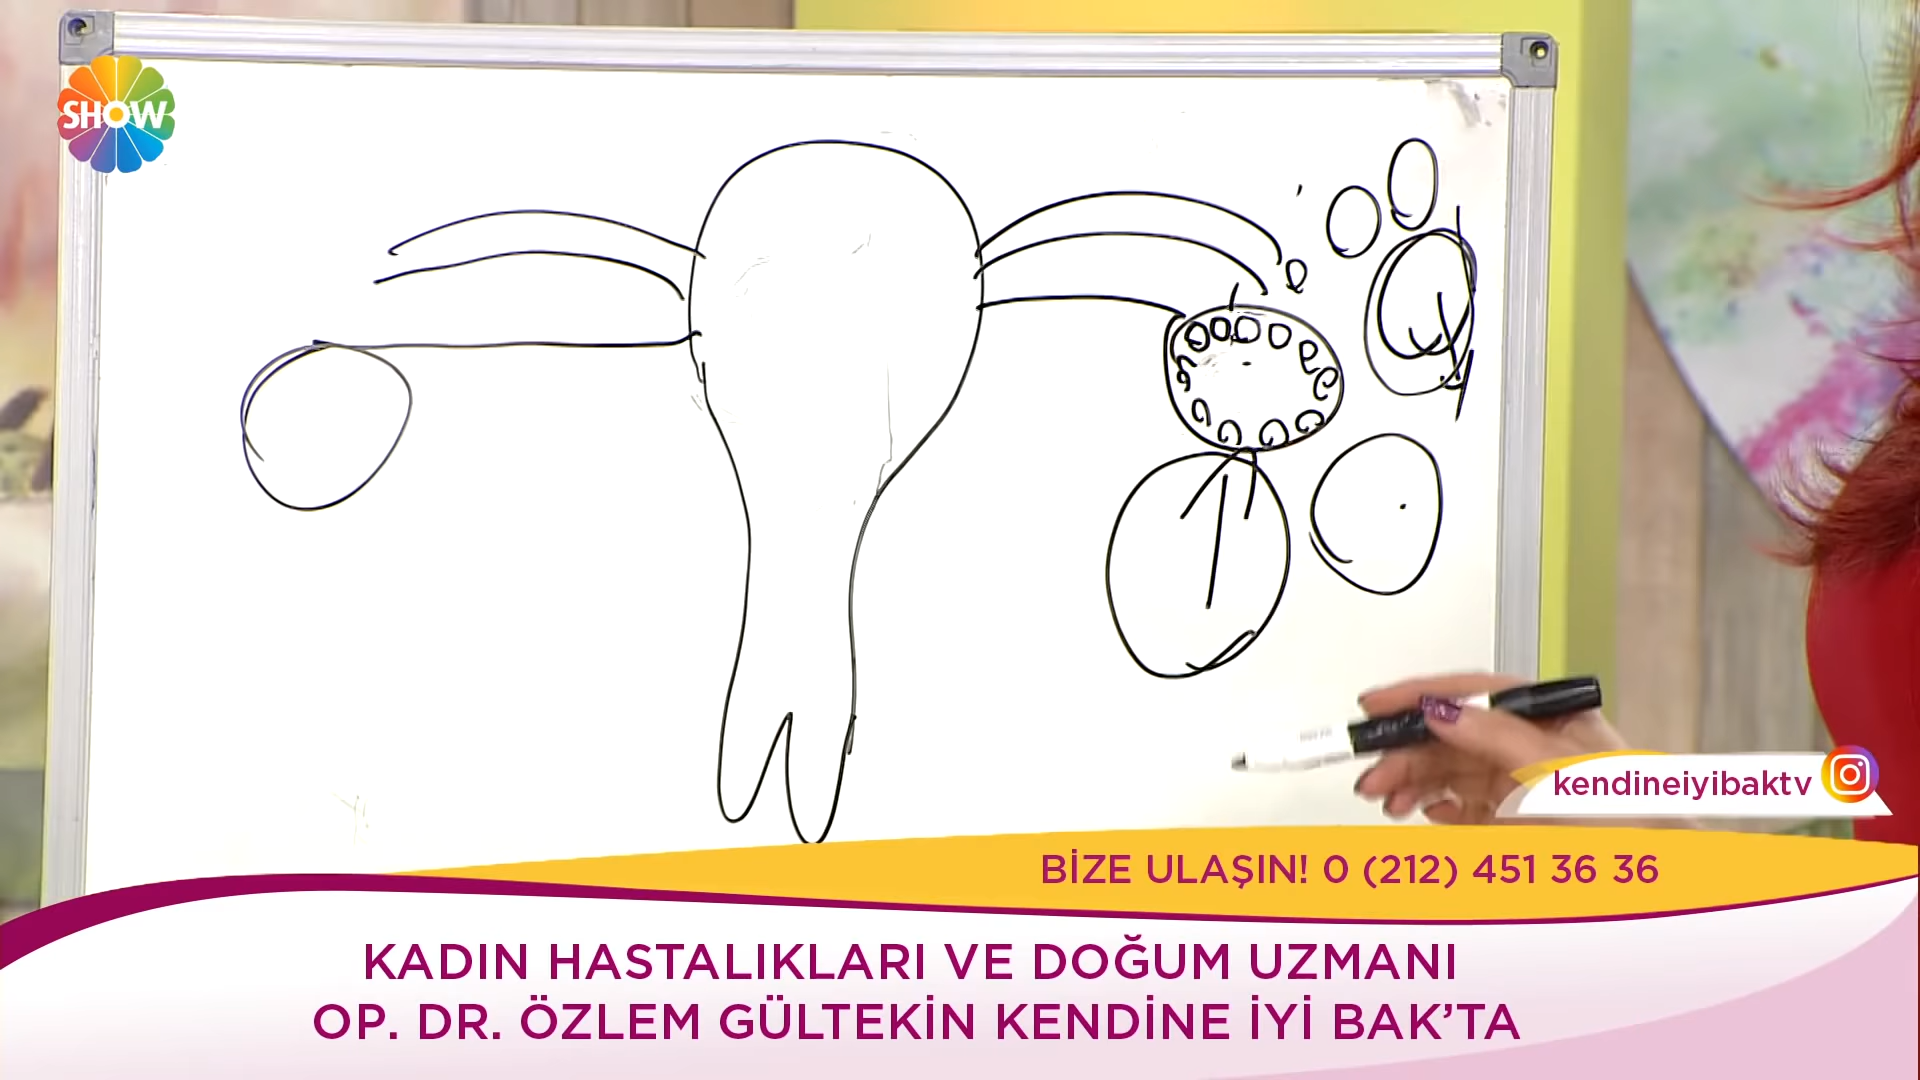 SHOW
kendineiyibaktv
BİZE ULAŞIN! 0 (212) 451 36 36
KADIN HASTALIKLARI VE DOĞUM UZMANI
OP. DR. ÖZLEM GÜLTEKİN KENDİNE İYİ BAK’TA